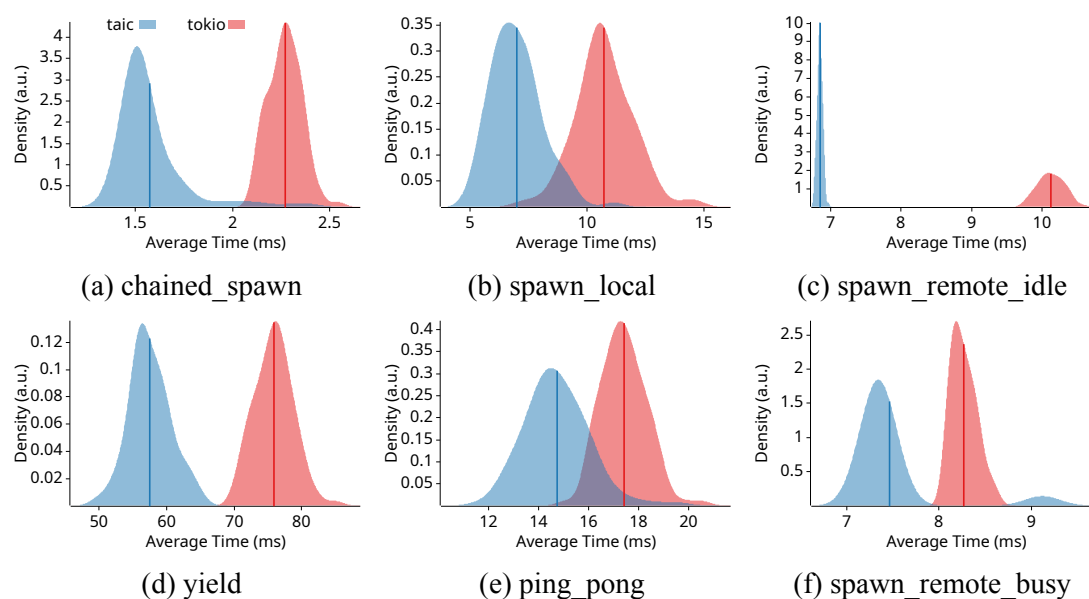 taic tokio
Density (a.u.)
4
3.5
3
2.5
2
1.5
1
0.5
1.5 2 2.5
Average Time (ms)
(a) chained_spawn
Density (a.u.)
0.35
0.3
0.25
0.2
0.15
0.1
0.05
5 10 15
Average Time (ms)
(b) spawn_local
Density (a.u.)
10
9
8
7
6
5
4
3
2
1
7 8 9 10
Average Time (ms)
(c) spawn_remote_idle
Density (a.u.)
0.12
0.1
0.08
0.06
0.04
0.02
50 60 70 80
Average Time (ms)
(d) yield
Density (a.u.)
0.4
0.35
0.3
0.25
0.2
0.15
0.1
0.05
12 14 16 18 20
Average Time (ms)
(e) ping_pong
Density (a.u.)
2.5
2
1.5
1
0.5
7 8 9
Average Time (ms)
(f) spawn_remote_busy